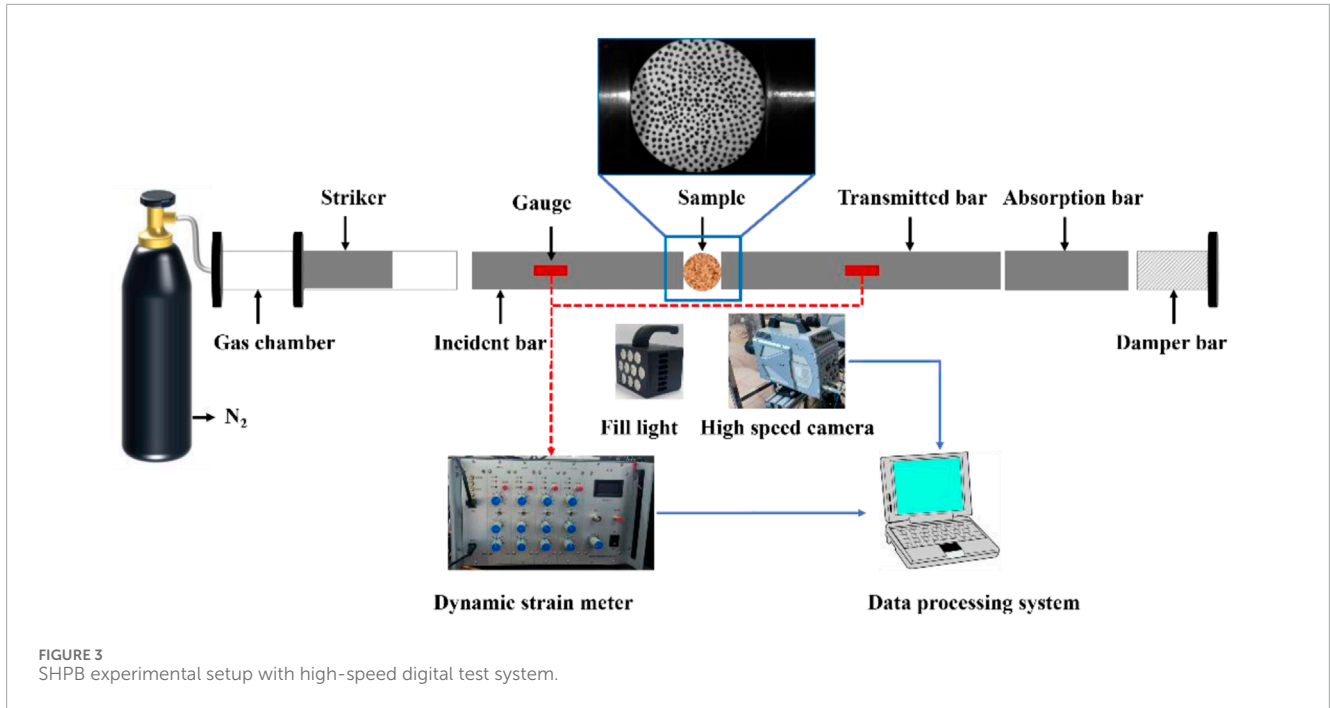 Striker
Gauge
Sample
Transmitted bar
Absorption bar
Gas chamber
Incident bar
Damper bar
N₂
Fill light
High speed camera
Dynamic strain meter
Data processing system
FIGURE 3
SHPB experimental setup with high-speed digital test system.